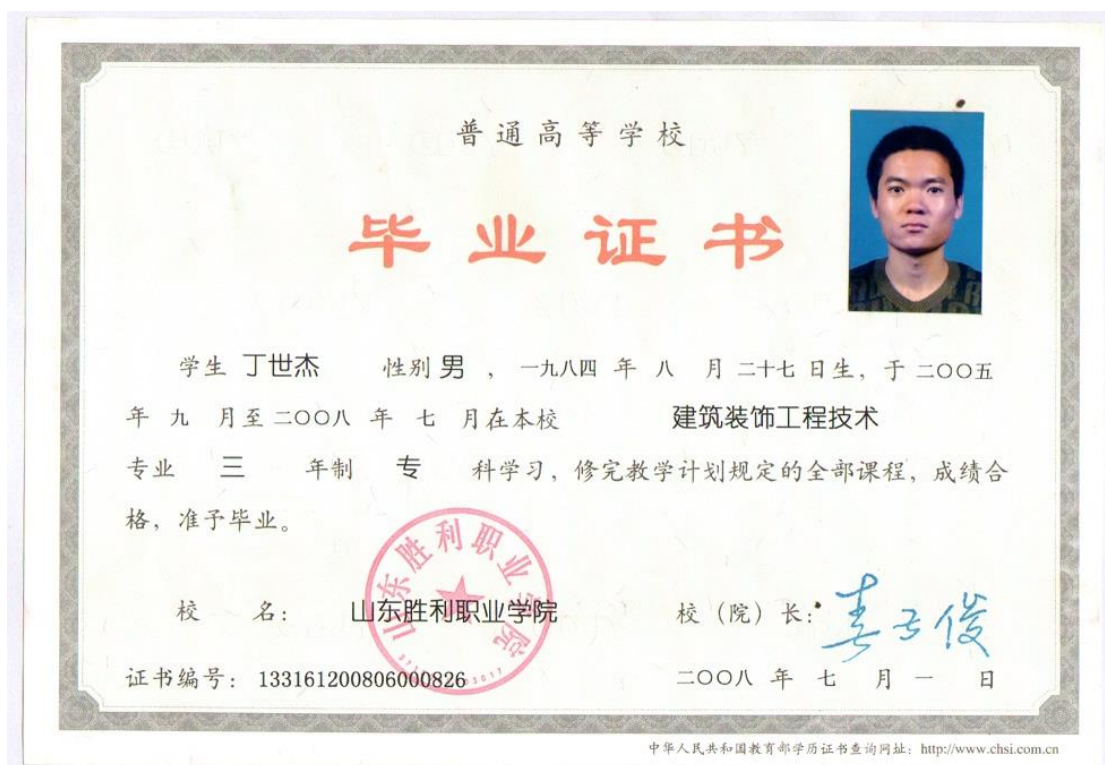 普通高等学校
毕业证书
学生 丁世杰 性别 男 ，一九八四 年 八 月 二十七 日生，于 二〇〇五
年 九 月至 二〇〇八 年 七 月在本校 建筑装饰工程技术
专业 三 年制 专 科学习，修完教学计划规定的全部课程，成绩合
格，准予毕业。
山东胜利职业学院
校 名： 山东胜利职业学院 校（院）长：
证书编号： 133161200806000826 二〇〇八 年 七 月 一 日
中华人民共和国教育部学历证书查询网址：http://www.chsi.com.cn